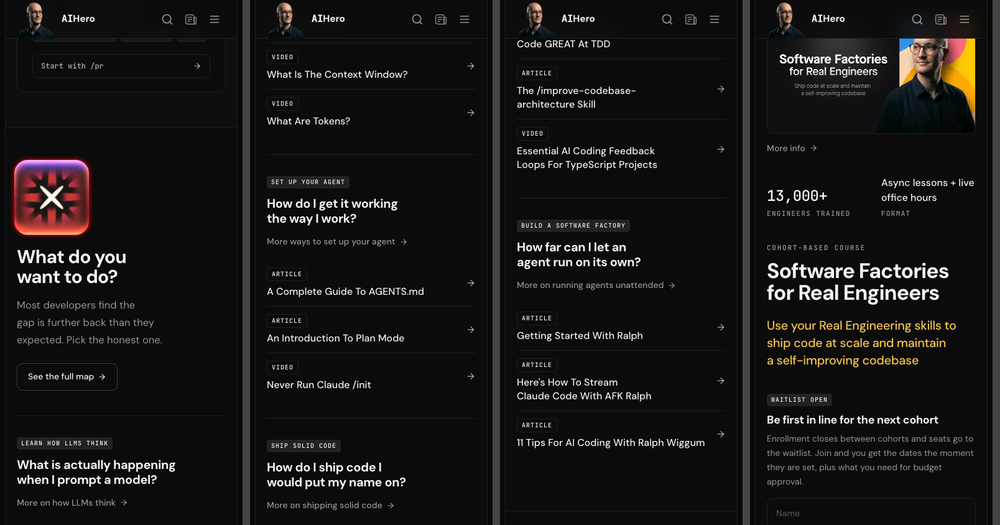 AIHero
Start with /pr
What do you
want to do?
Most developers find the
gap is further back than they
expected. Pick the honest one.
See the full map →
LEARN HOW LLMS THINK
What is actually happening
when I prompt a model?
More on how LLMs think →
AIHero
VIDEO
What Is The Context Window?
VIDEO
What Are Tokens?
SET UP YOUR AGENT
How do I get it working
the way I work?
More ways to set up your agent →
ARTICLE
A Complete Guide To AGENTS.md
ARTICLE
An Introduction To Plan Mode
VIDEO
Never Run Claude /init
SHIP SOLID CODE
How do I ship code I
would put my name on?
More on shipping solid code →
AIHero
Code GREAT At TDD
ARTICLE
The /improve-codebase-
architecture Skill
VIDEO
Essential AI Coding Feedback
Loops For TypeScript Projects
BUILD A SOFTWARE FACTORY
How far can I let an
agent run on its own?
More on running agents unattended →
ARTICLE
Getting Started With Ralph
ARTICLE
Here's How To Stream
Claude Code With AFK Ralph
ARTICLE
11 Tips For AI Coding With Ralph Wiggum
AIHero
Software Factories
for Real Engineers
Ship code at scale and maintain
a self-improving codebase
More info →
13,000+
ENGINEERS TRAINED
Async lessons + live
office hours
FORMAT
COHORT-BASED COURSE
Software Factories
for Real Engineers
Use your Real Engineering skills to
ship code at scale and maintain
a self-improving codebase
WAITLIST OPEN
Be first in line for the next cohort
Enrollment closes between cohorts and seats go to
the waitlist. Join and you get the dates the moment
they are set, plus what you need for budget
approval.
Name